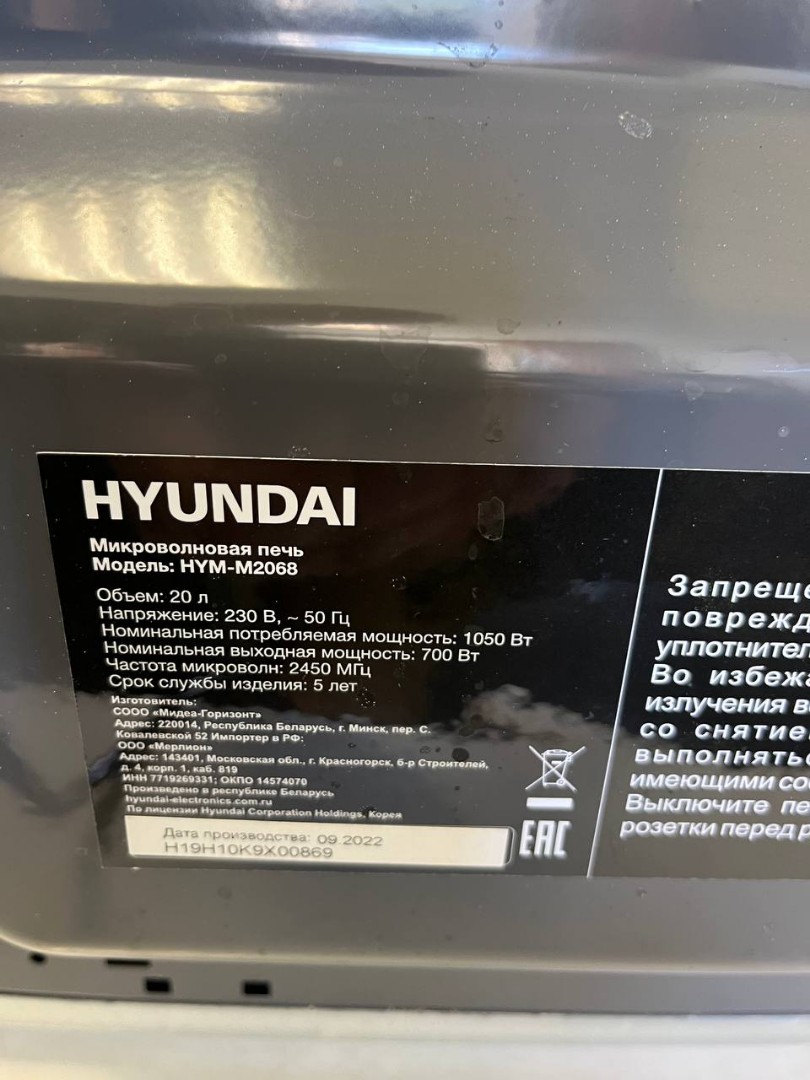 HYUNDAI
Микроволновая печь
Модель: HYM-M2068
Объем: 20 л
Напряжение: 230 В, ~ 50 Гц
Номинальная потребляемая мощность: 1050 Вт
Номинальная выходная мощность: 700 Вт
Частота микроволн: 2450 МГц
Срок службы изделия: 5 лет
Изготовитель:
СООО «Мидеа-Горизонт»
Адрес: 220014, Республика Беларусь, г. Минск, пер. С.
Ковалевской 52 Импортер в РФ:
ООО «Мерлион»
Адрес: 143401, Московская обл., г. Красногорск, б-р Строителей,
д. 4, корп. 1, каб. 819
ИНН 7719269331; ОКПО 14574070
Произведено в республике Беларусь
hyundai-electronics.com.ru
По лицензии Hyundai Corporation Holdings, Корея
Дата производства: 09.2022
H19H10K9X00869
EAC
Запреще
поврежд
уплотнител
Во избежа
излучения в
со снятие
выполнятьс
имеющими со
Выключите пе
розетки перед р